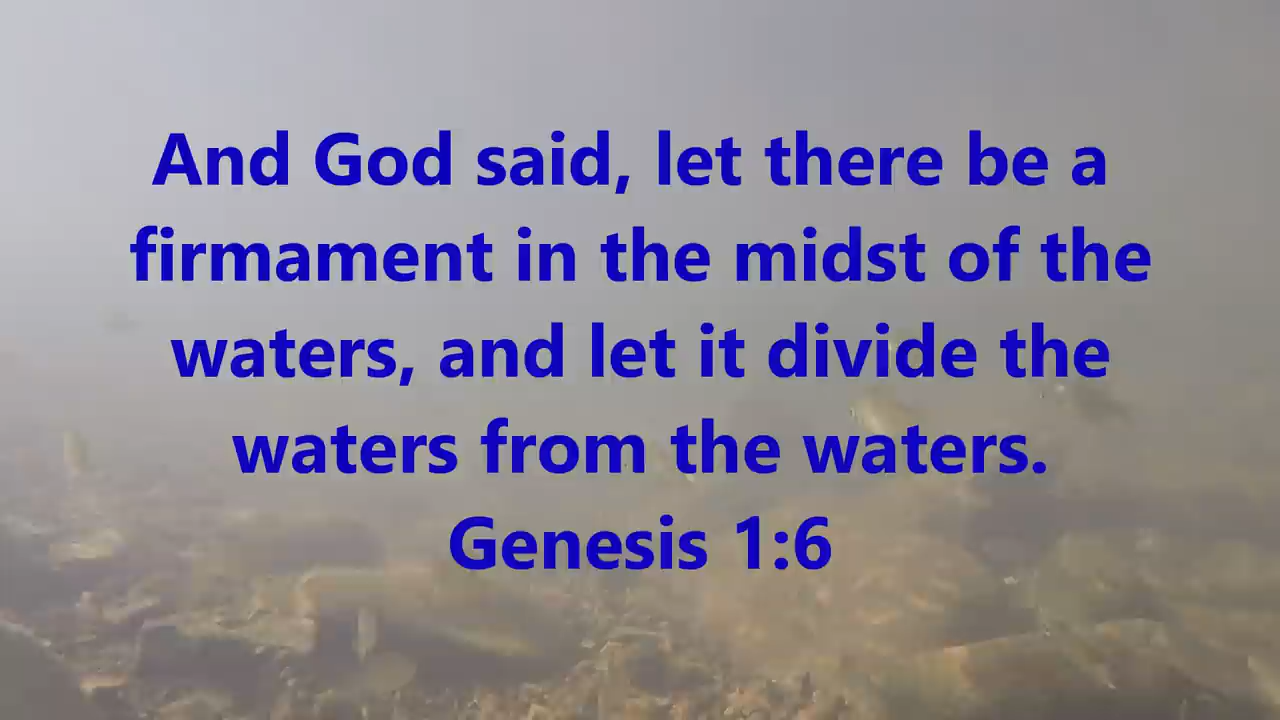 And God said, let there be a
firmament in the midst of the
waters, and let it divide the
waters from the waters.
Genesis 1:6